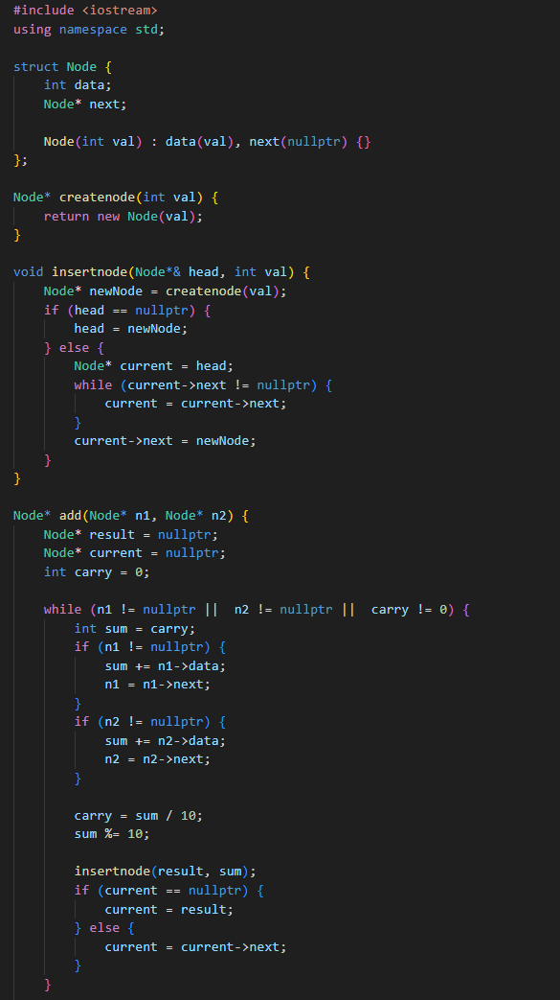 #include <iostream>
using namespace std;

struct Node {
    int data;
    Node* next;

    Node(int val) : data(val), next(nullptr) {}
};

Node* createnode(int val) {
    return new Node(val);
}

void insertnode(Node*& head, int val) {
    Node* newNode = createnode(val);
    if (head == nullptr) {
        head = newNode;
    } else {
        Node* current = head;
        while (current->next != nullptr) {
            current = current->next;
        }
        current->next = newNode;
    }
}

Node* add(Node* n1, Node* n2) {
    Node* result = nullptr;
    Node* current = nullptr;
    int carry = 0;

    while (n1 != nullptr ||  n2 != nullptr ||  carry != 0) {
        int sum = carry;
        if (n1 != nullptr) {
            sum += n1->data;
            n1 = n1->next;
        }
        if (n2 != nullptr) {
            sum += n2->data;
            n2 = n2->next;
        }

        carry = sum / 10;
        sum %= 10;

        insertnode(result, sum);
        if (current == nullptr) {
            current = result;
        } else {
            current = current->next;
        }
    }